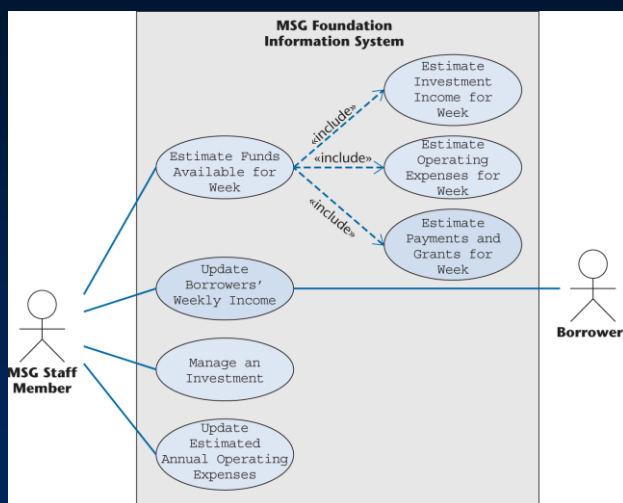 MSG Foundation
Information System
Estimate
Investment
Income for
Week
«include»
Estimate Funds
Available for
Week
«include»
Estimate
Operating
Expenses for
Week
«include»
Estimate
Payments and
Grants for
Week
Update
Borrowers'
Weekly Income
Borrower
MSG Staff
Member
Manage an
Investment
Update
Estimated
Annual Operating
Expenses